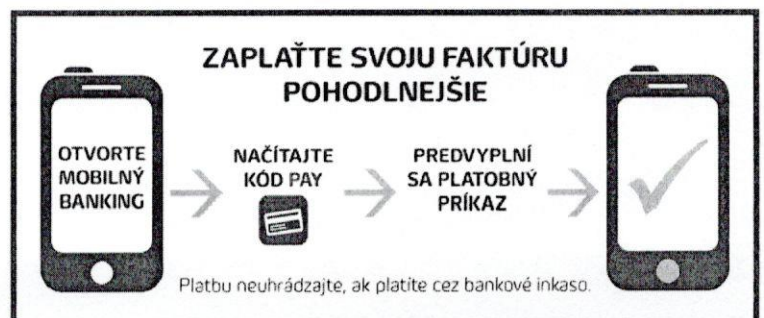 ZAPLAŤTE SVOJU FAKTÚRU
POHODLNEJŠIE
OTVORTE
MOBILNÝ
BANKING
NAČÍTAJTE
KÓD PAY
PREDVYPLNÍ
SA PLATOBNÝ
PRÍKAZ
Platbu neuhrádzajte, ak platíte cez bankové inkaso.